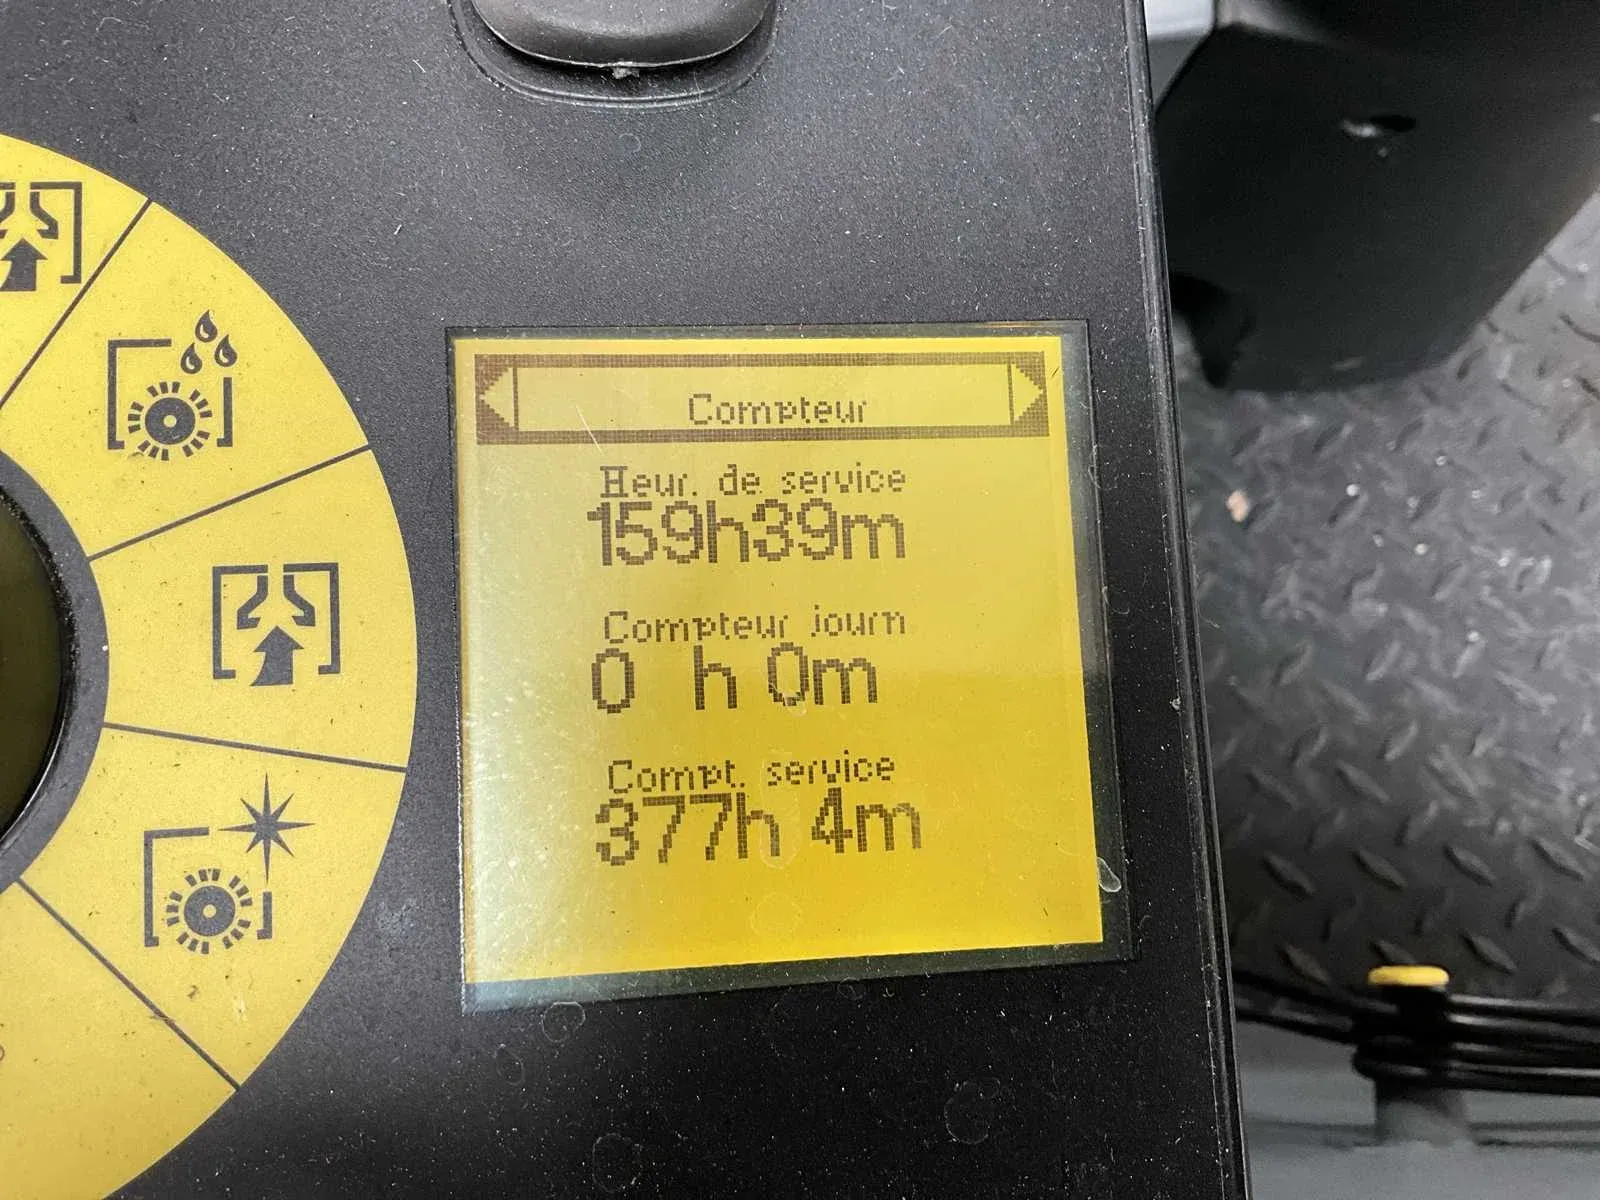 Compteur
Heur. de service
159h39m
Compteur journ
0 h 0m
Compt. service
377h 4m